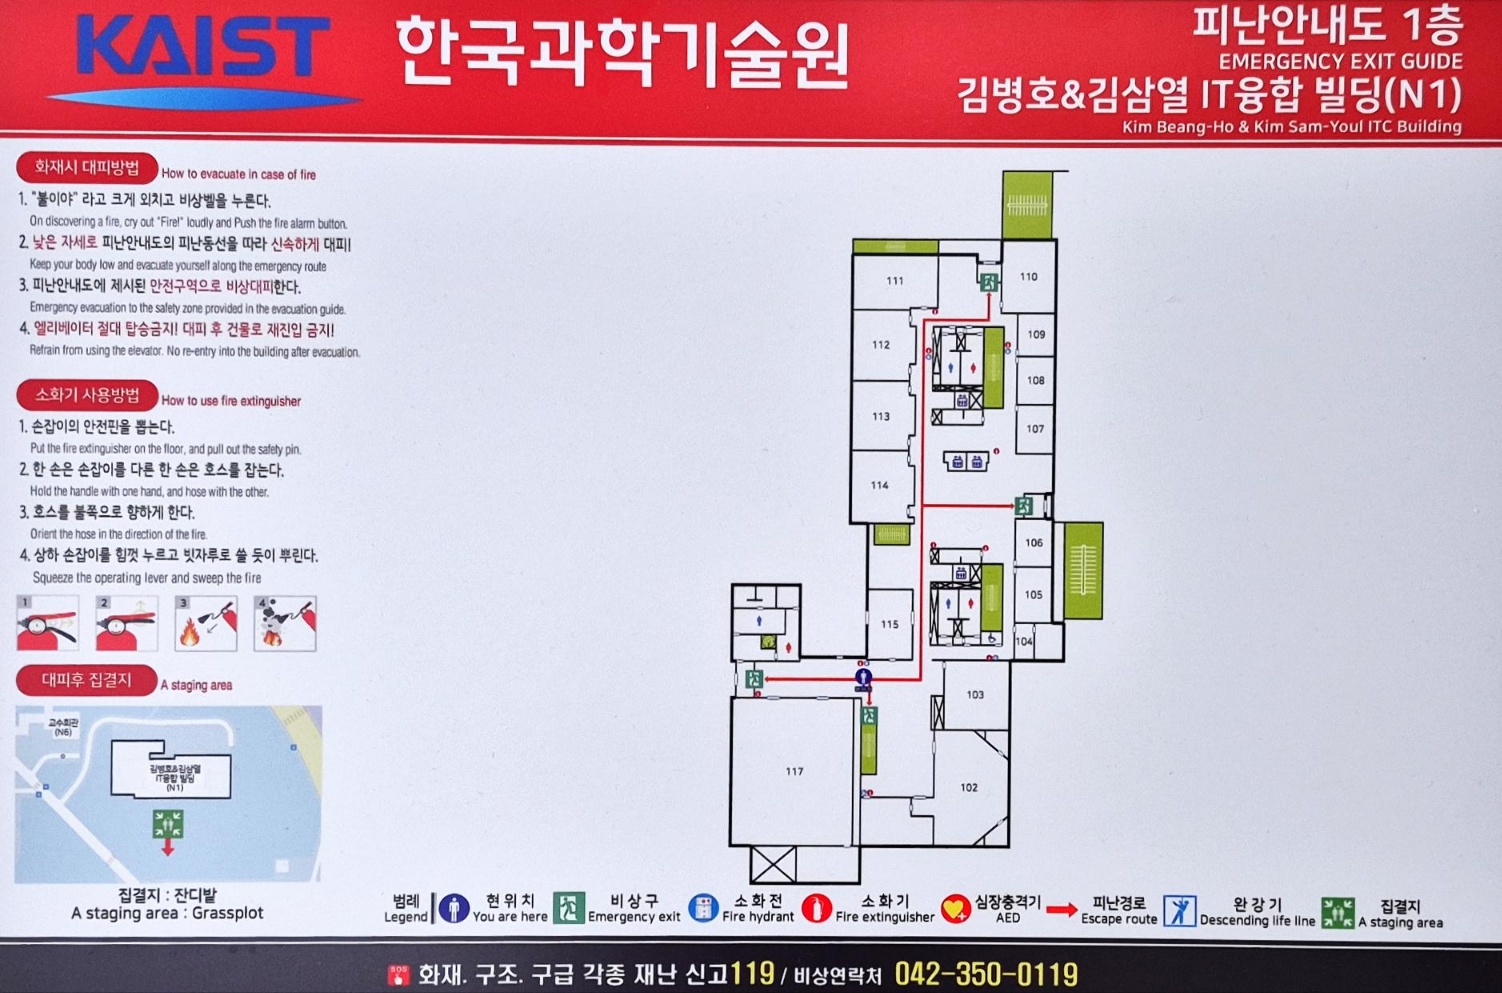 KAIST
한국과학기술원
피난안내도 1층
EMERGENCY EXIT GUIDE
김병호&김삼열 IT융합 빌딩(N1)
Kim Beang-Ho & Kim Sam-Youl ITC Building
화재시 대피방법 How to evacuate in case of fire
1. "불이야" 라고 크게 외치고 비상벨을 누른다.
On discovering a fire, cry out "Fire!" loudly and Push the fire alarm button.
2. 낮은 자세로 피난안내도의 피난동선을 따라 신속하게 대피!
Keep your body low and evacuate yourself along the emergency route
3. 피난안내도에 제시된 안전구역으로 비상대피한다.
Emergency evacuation to the safety zone provided in the evacuation guide.
4. 엘리베이터 절대 탑승금지! 대피 후 건물로 재진입 금지!
Refrain from using the elevator. No re-entry into the building after evacuation.
소화기 사용방법 How to use fire extinguisher
1. 손잡이의 안전핀을 뽑는다.
Put the fire extinguisher on the floor, and pull out the safety pin.
2. 한 손은 손잡이를 다른 한 손은 호스를 잡는다.
Hold the handle with one hand, and hose with the other.
3. 호스를 불쪽으로 향하게 한다.
Orient the hose in the direction of the fire.
4. 상하 손잡이를 힘껏 누르고 빗자루로 쓸 듯이 뿌린다.
Squeeze the operating lever and sweep the fire
1 2 3 4
대피후 집결지 A staging area
교수회관
(N6)
김병호&김삼열
IT융합 빌딩
(N1)
집결지 : 잔디밭
A staging area : Grassplot
111
110
109
112
108
113
107
114
106
105
115
104
103
117
102
범례
Legend
현 위 치
You are here
비 상 구
Emergency exit
소 화 전
Fire hydrant
소 화 기
Fire extinguisher
심장충격기
AED
피난경로
Escape route
완 강 기
Descending life line
집결지
A staging area
SOS 화재. 구조. 구급 각종 재난 신고119 / 비상연락처 042-350-0119